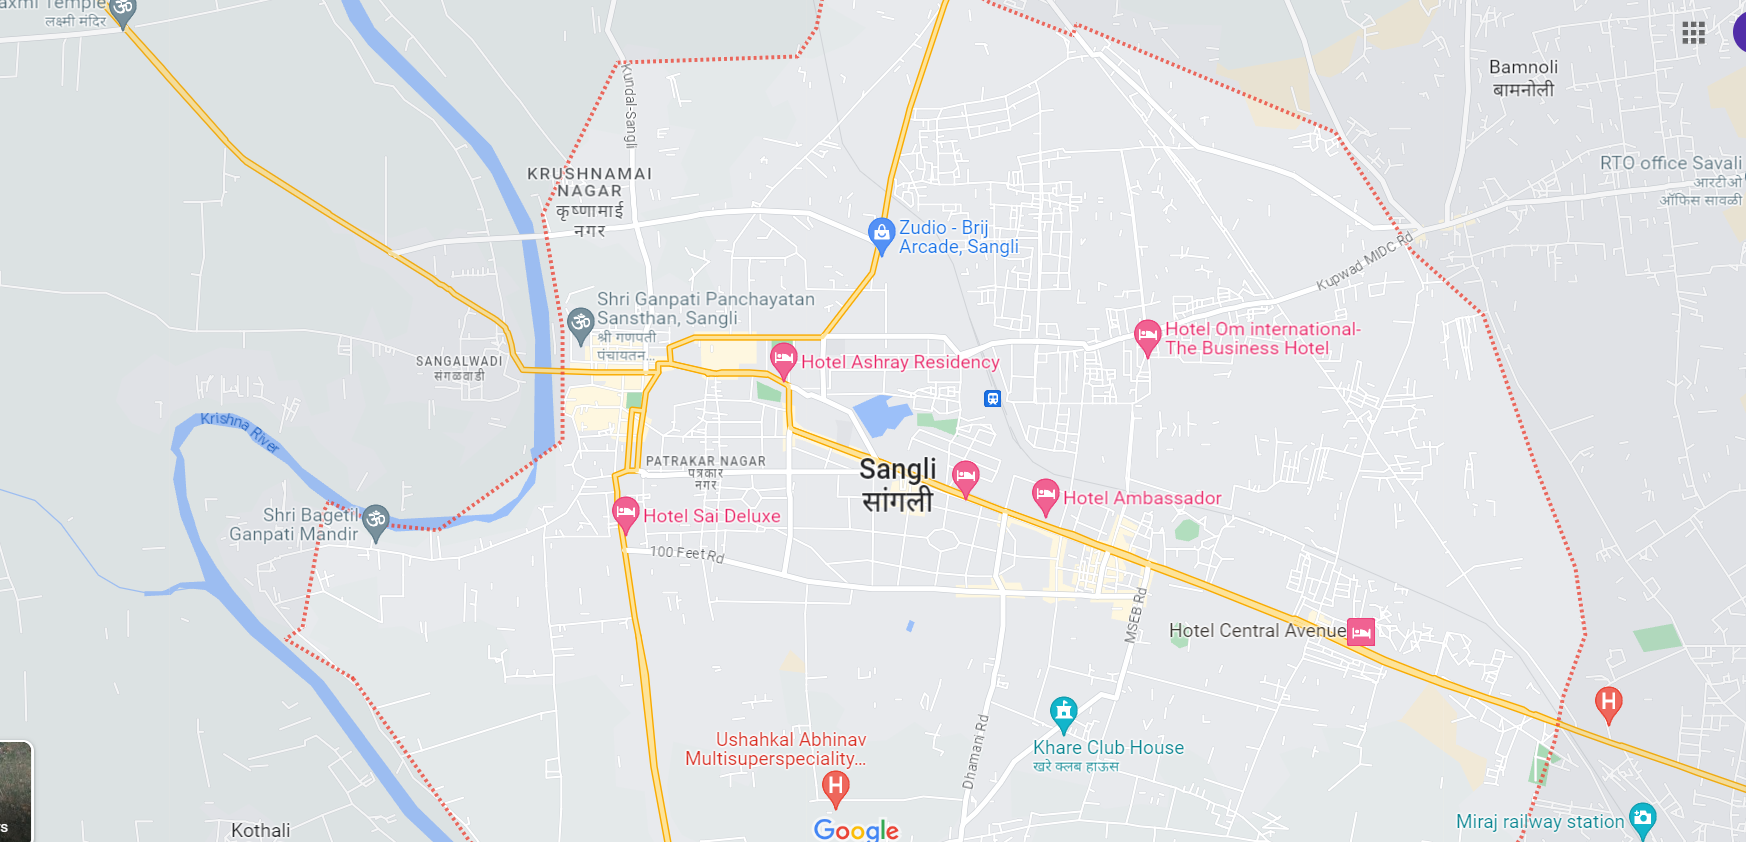 axmi Temple
लक्ष्मी मंदिर
Bamnoli
बामनोली
Kundal-Sangli
RTO office Savali
आरटीओ
ऑफिस सावळी
KRUSHNAMAI
NAGAR
कृष्णामाई
नगर
Zudio - Brij
Arcade, Sangli
Kupwad MIDC Rd
Shri Ganpati Panchayatan
Sansthan, Sangli
श्री गणपती
पंचायतन...
Hotel Om international-
The Business Hotel
SANGALWADI
संगळवाडी
Hotel Ashray Residency
Krishna River
PATRAKAR NAGAR
पत्रकार
नगर
Sangli
सांगली
Hotel Ambassador
Shri Bagetil
Ganpati Mandir
Hotel Sai Deluxe
100 Feet Rd
MSEB Rd
Hotel Central Avenue
H
Ushahkal Abhinav
Multisuperspeciality...
H
Dhamani Rd
Khare Club House
खरे क्लब हाऊस
Kothali
Google
Miraj railway station
rs